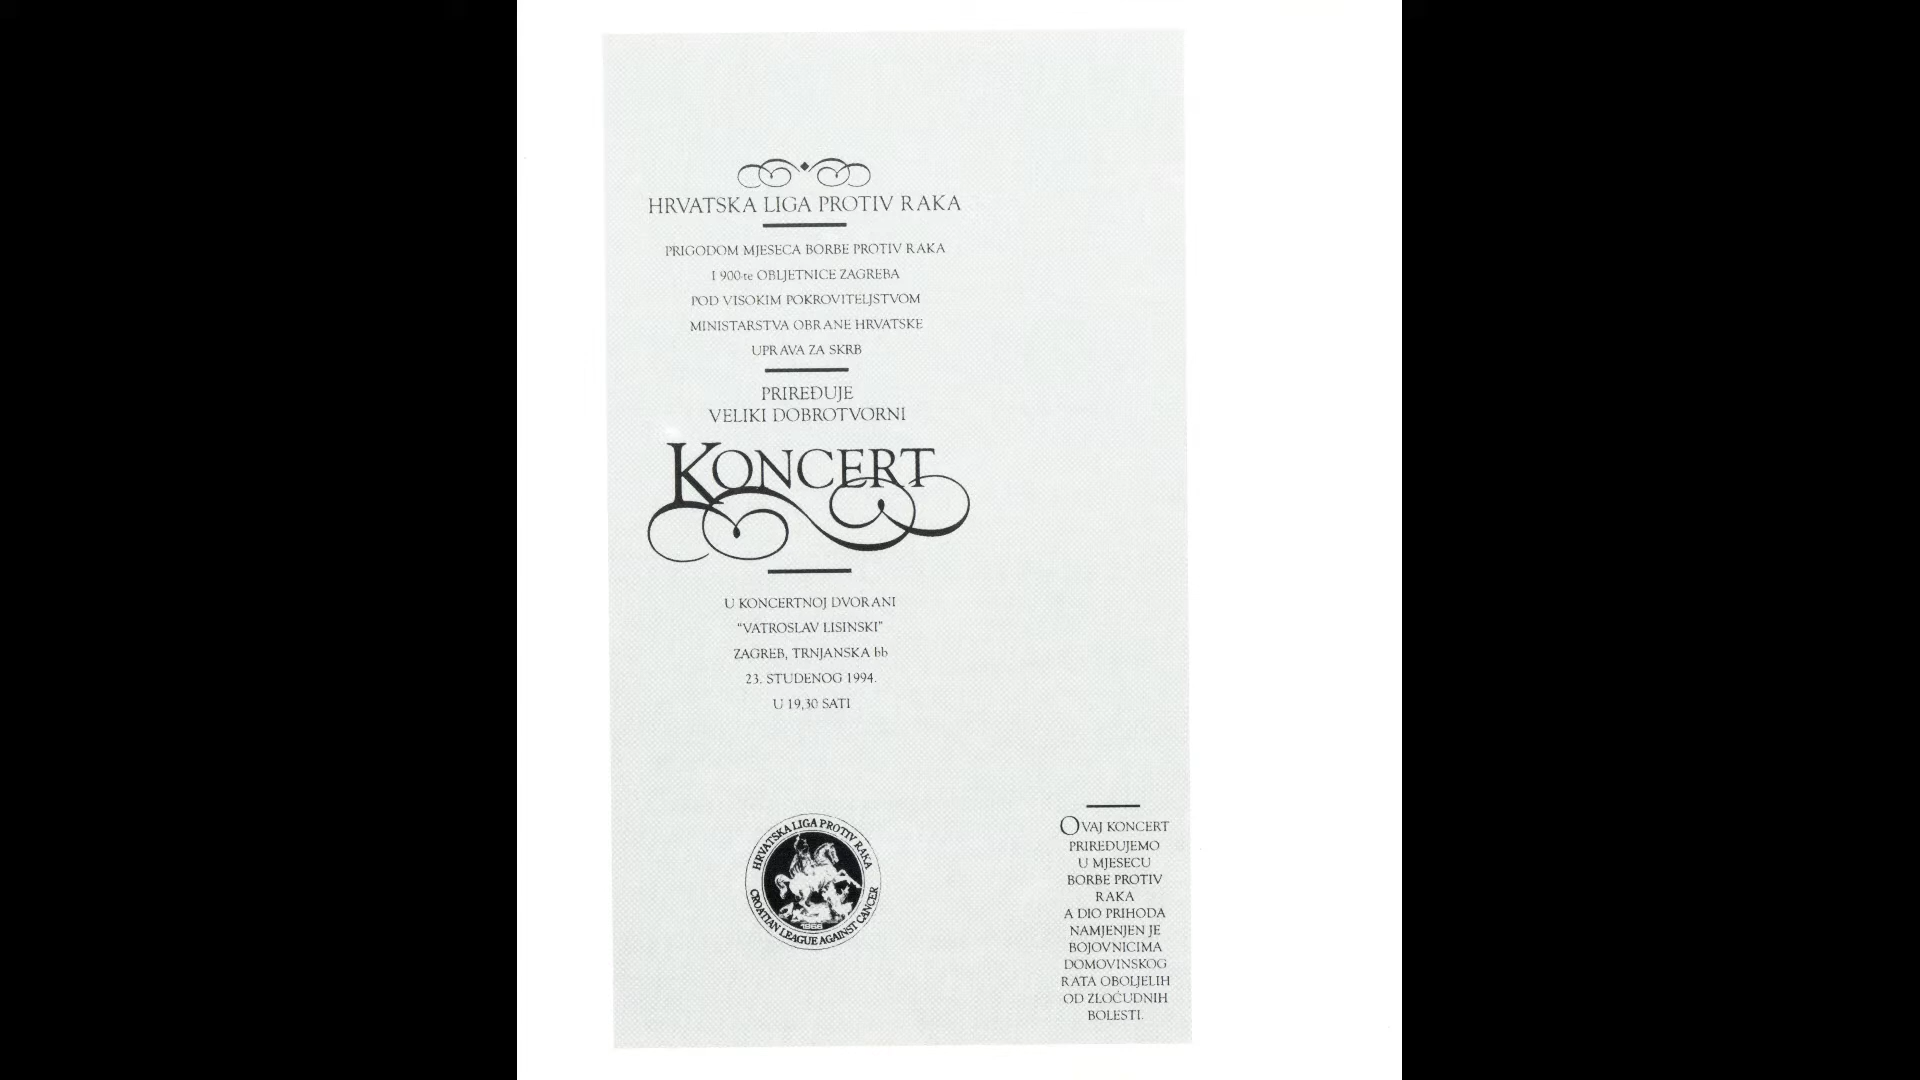 HRVATSKA LIGA PROTIV RAKA
PRIGODOM MJESECA BORBE PROTIV RAKA
I 900-te OBLJETNICE ZAGREBA
POD VISOKIM POKROVITELJSTVOM
MINISTARSTVA OBRANE HRVATSKE
UPRAVA ZA SKRB
PRIREĐUJE
VELIKI DOBROTVORNI
KONCERT
U KONCERTNOJ DVORANI
“VATROSLAV LISINSKI”
ZAGREB, TRNJANSKA bb
23. STUDENOG 1994.
U 19,30 SATI
HRVATSKA LIGA PROTIV RAKA
1966
CROATIAN LEAGUE AGAINST CANCER
OVAJ KONCERT
PRIREĐUJEMO
U MJESECU
BORBE PROTIV
RAKA
A DIO PRIHODA
NAMJENJEN JE
BOJOVNICIMA
DOMOVINSKOG
RATA OBOLJELIH
OD ZLOĆUDNIH
BOLESTI.